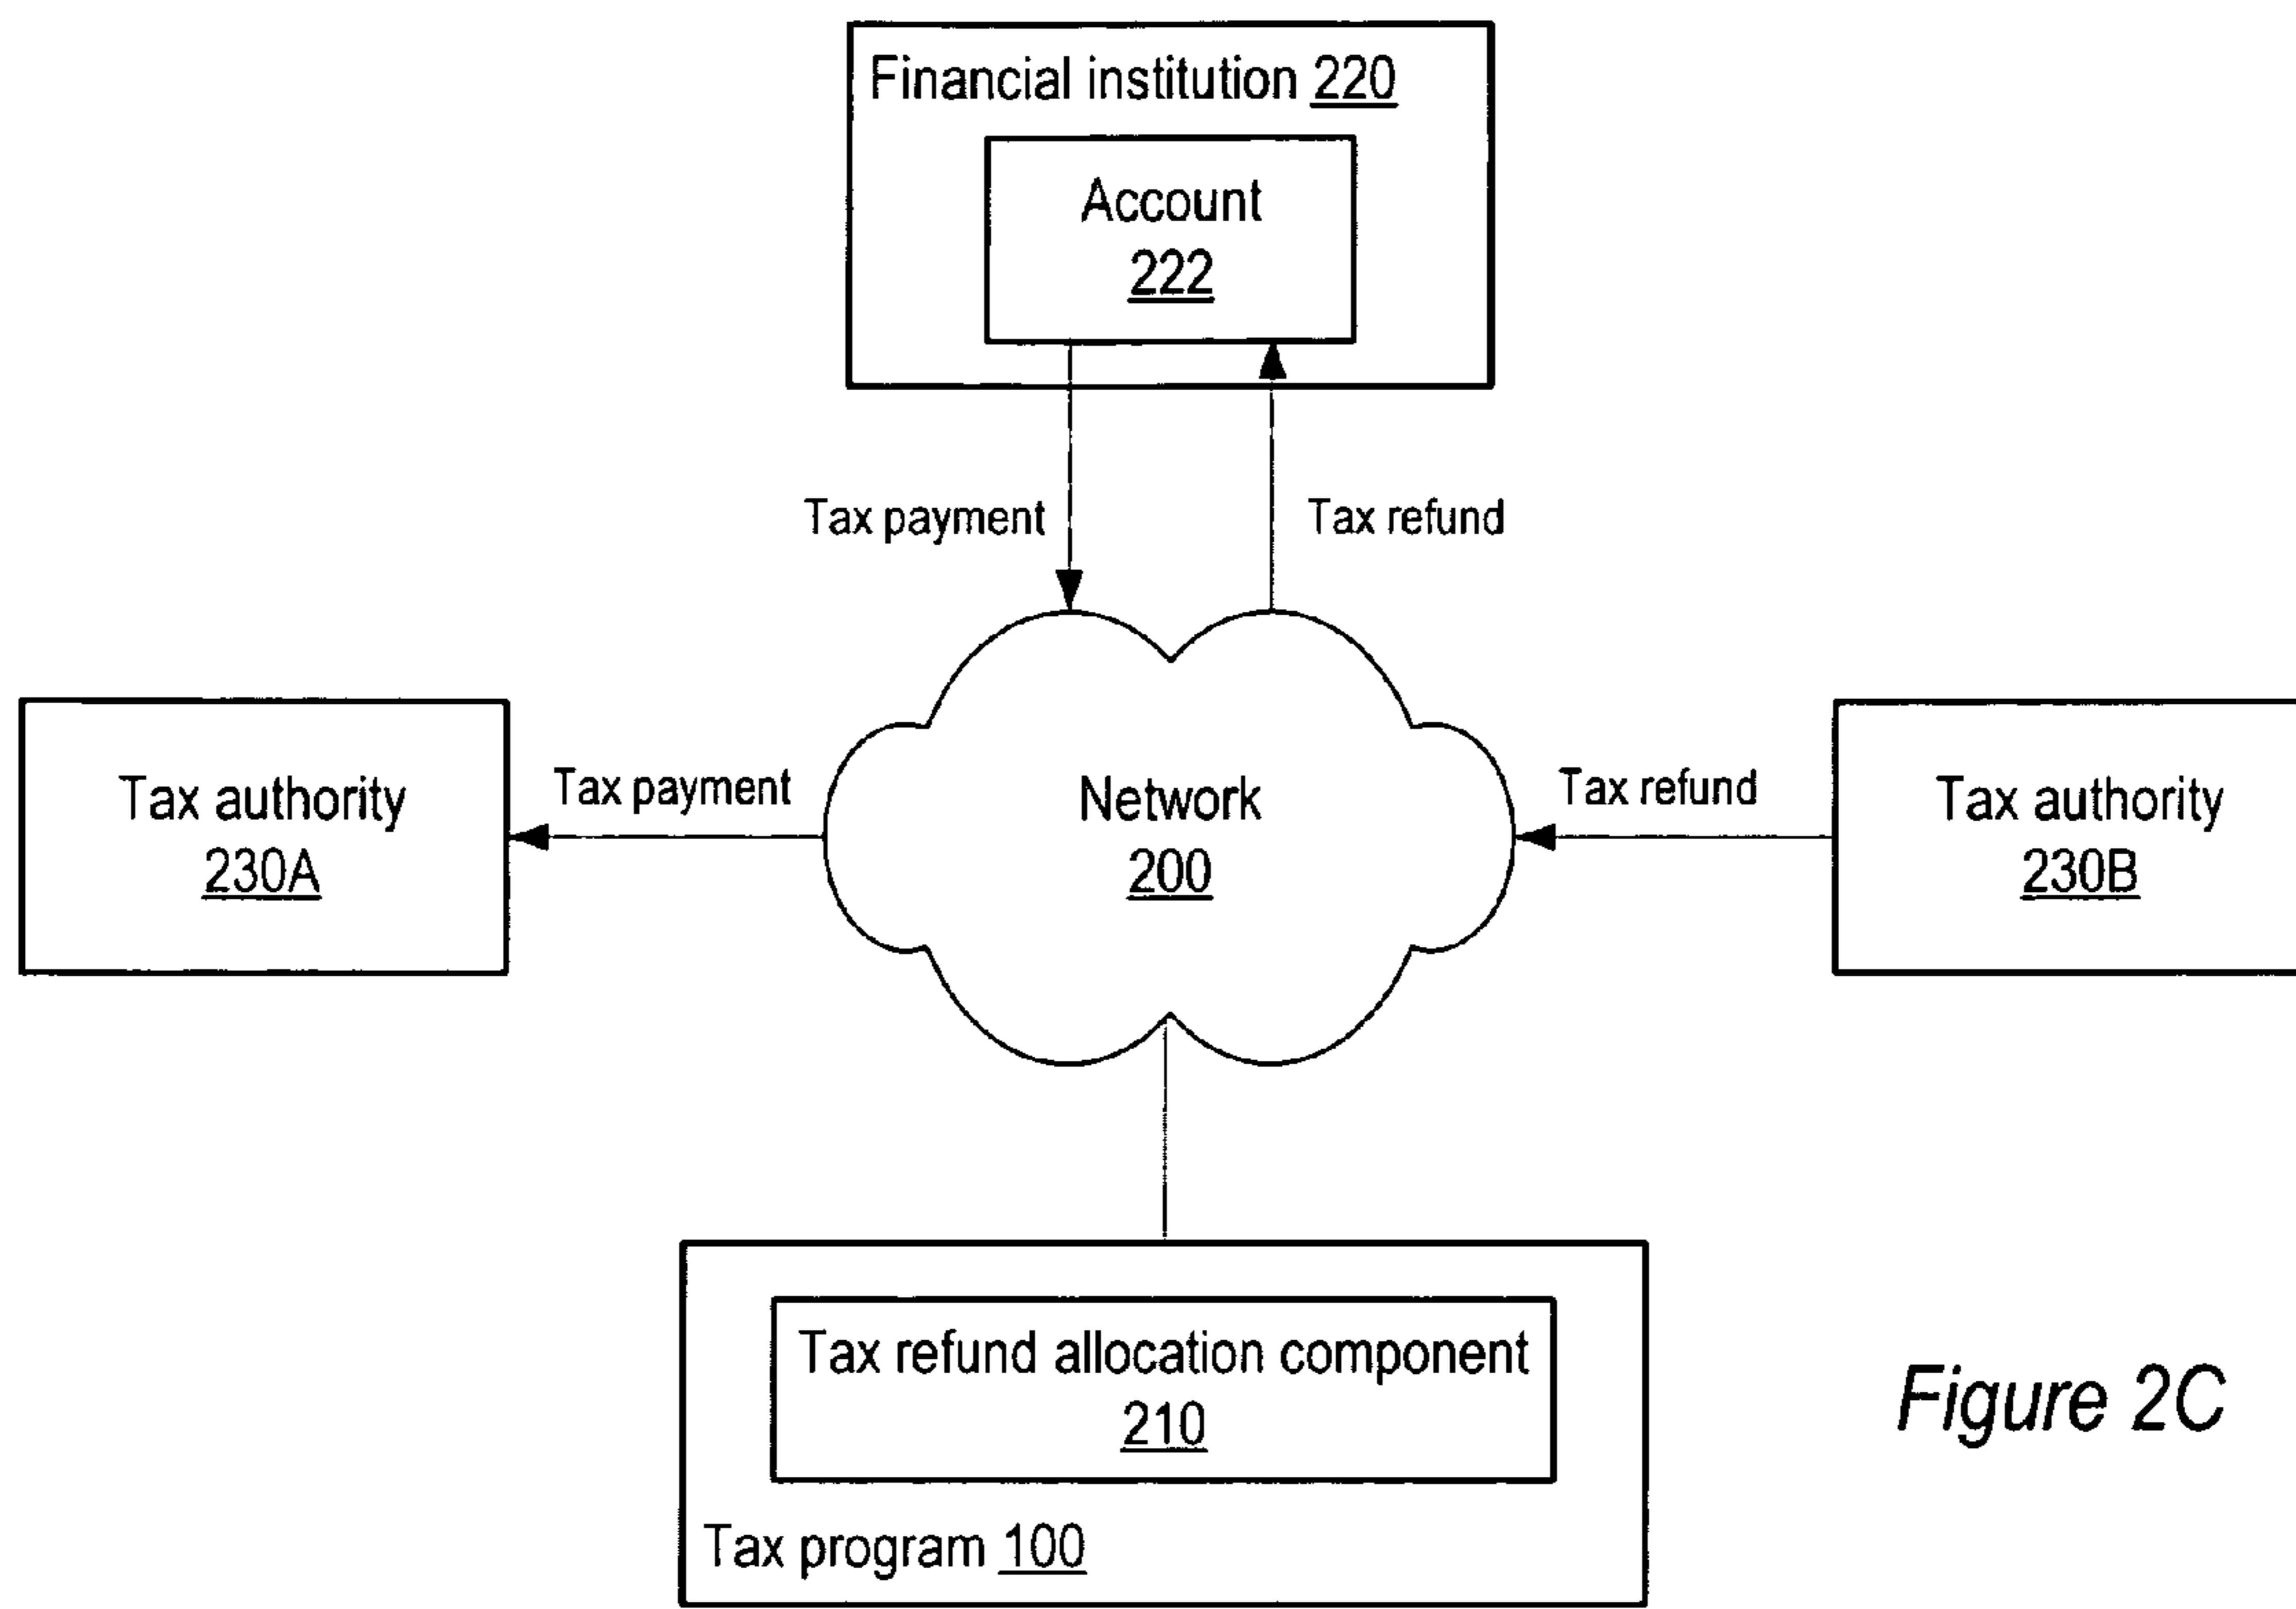 Financial institution 220
Account
222
Tax payment
Tax refund
Tax authority
230A
Tax payment
Network
200
Tax refund
Tax authority
230B
Tax refund allocation component
210
Tax program 100
Figure 2C